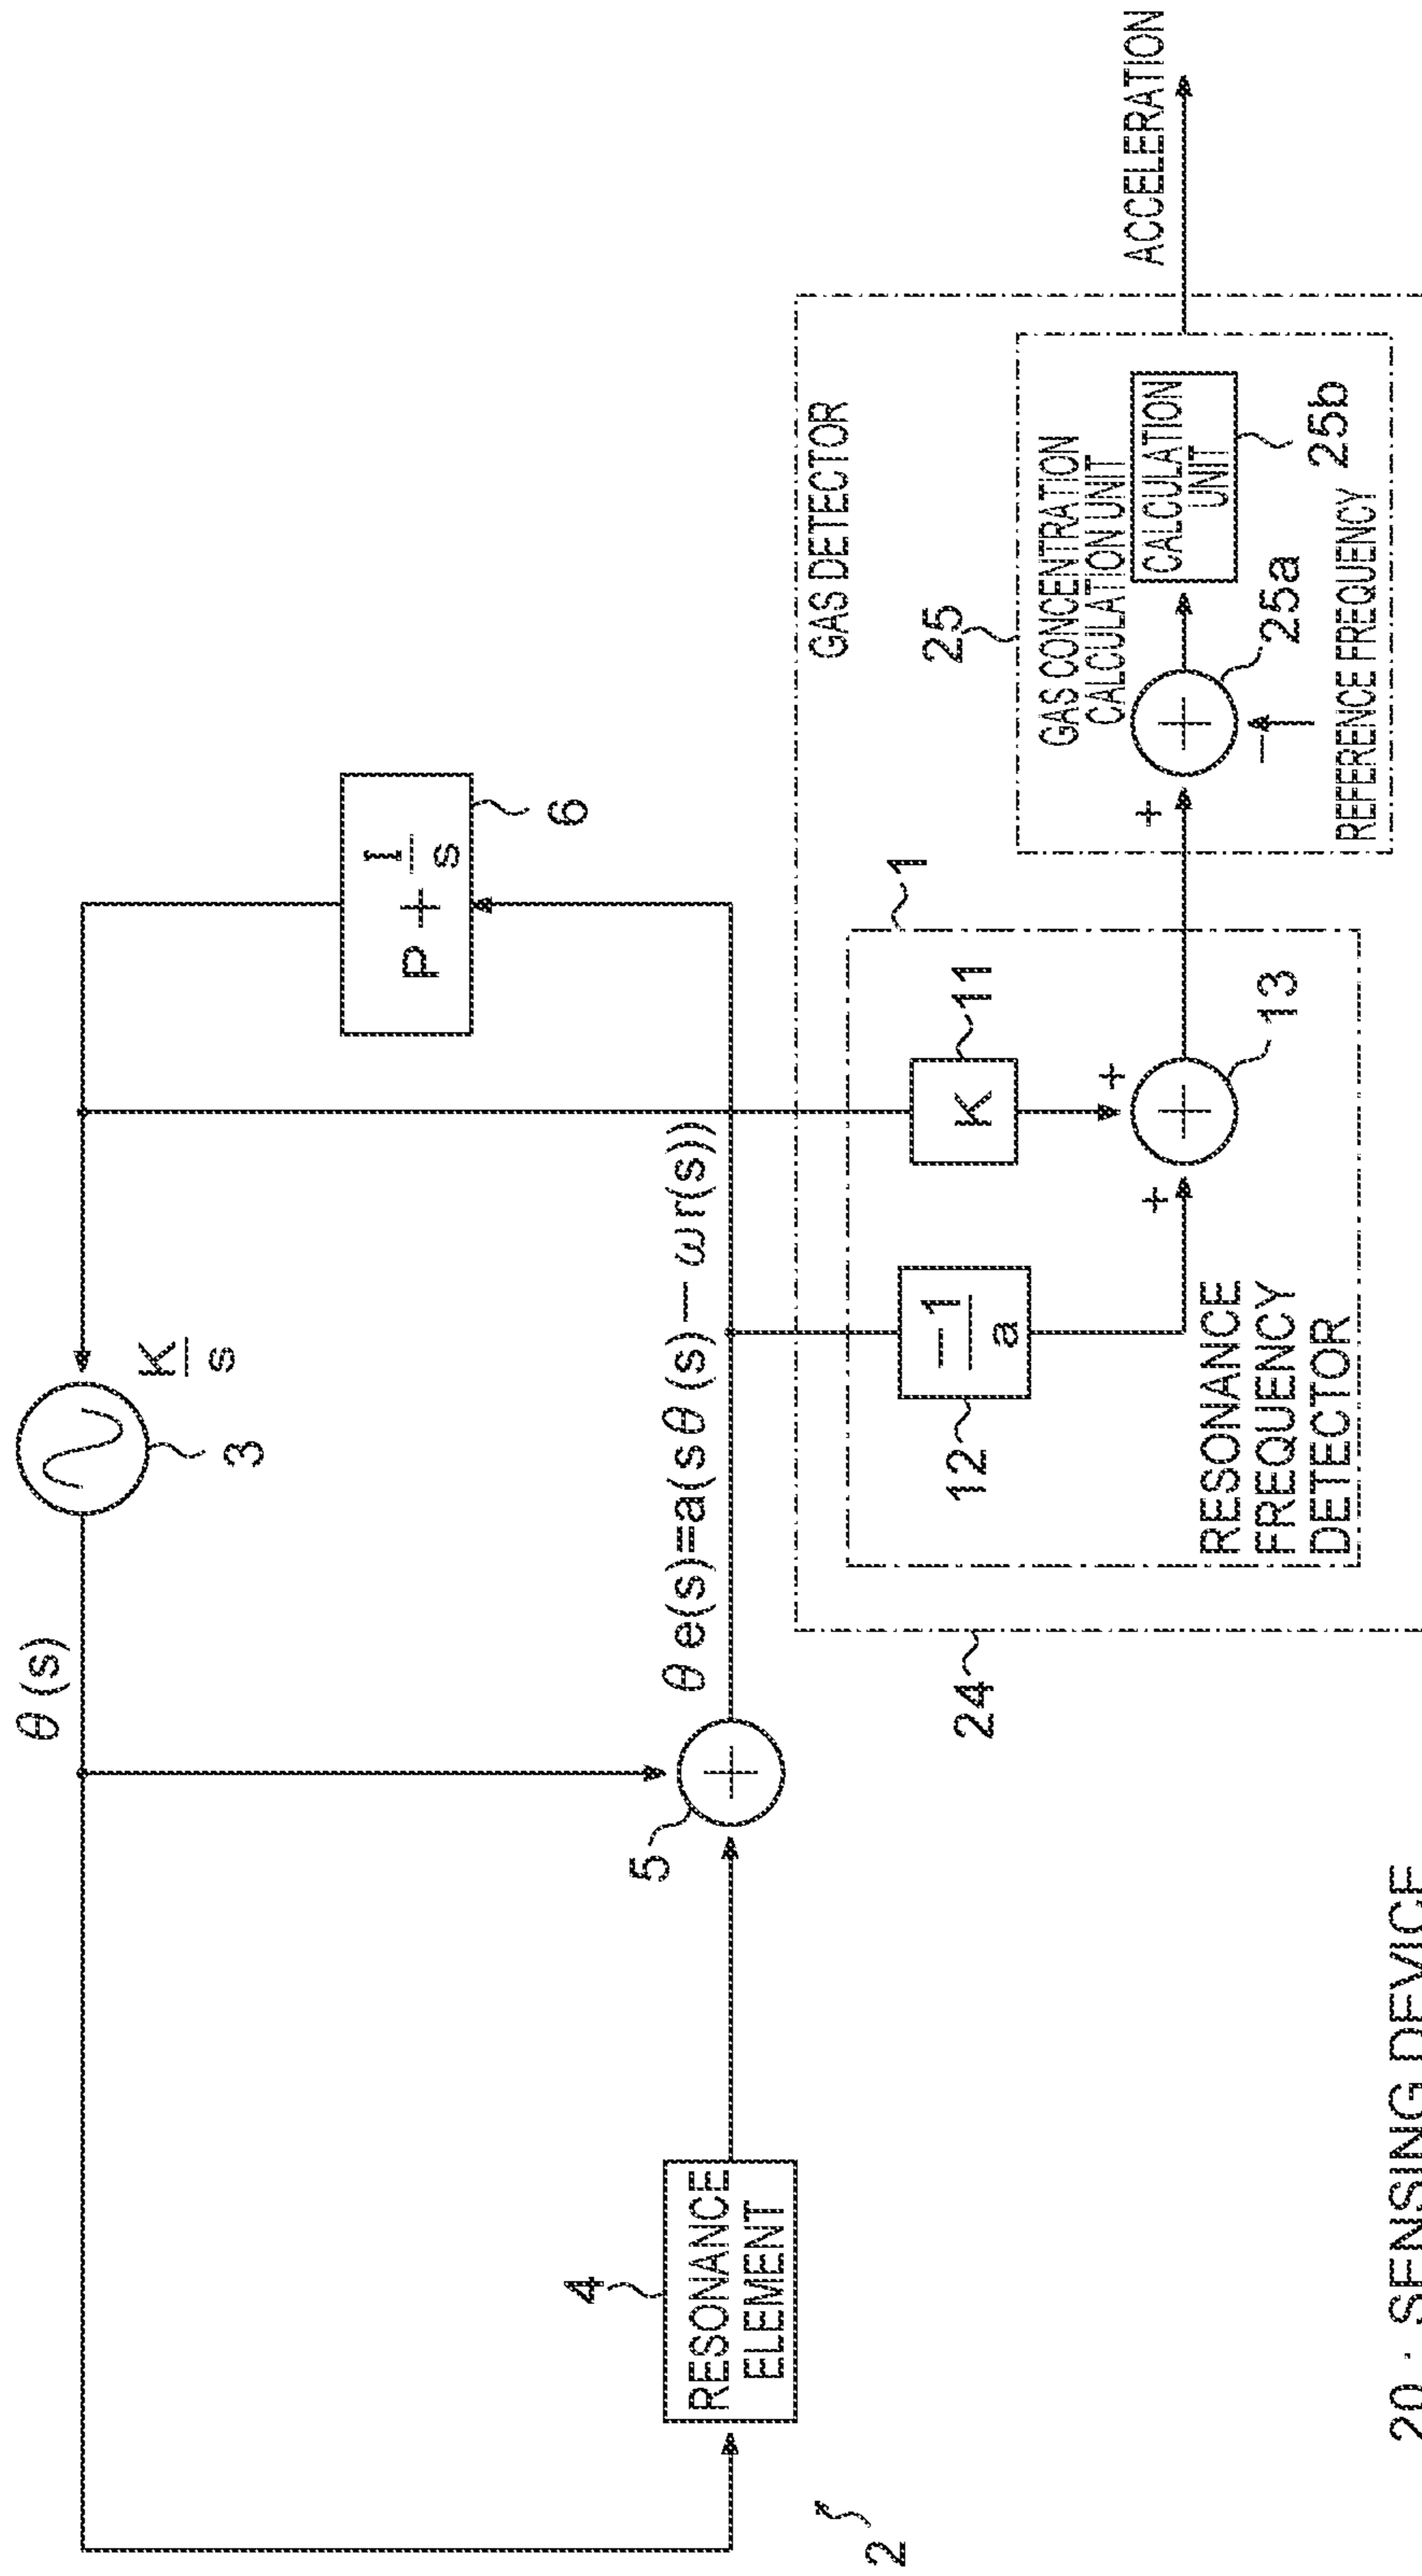 θ(s)
3
K
s
P +
I
s
6
θe(s)=a(sθ(s)−ωr(s))
5
4
RESONANCE
ELEMENT
2
GAS DETECTOR
24
1
12
−1
a
K
11
+
+
13
RESONANCE
FREQUENCY
DETECTOR
25
GAS CONCENTRATION
CALCULATION UNIT
CALCULATION
UNIT
25b
+
−
25a
REFERENCE FREQUENCY
ACCELERATION
20 : SENSING DEVICE